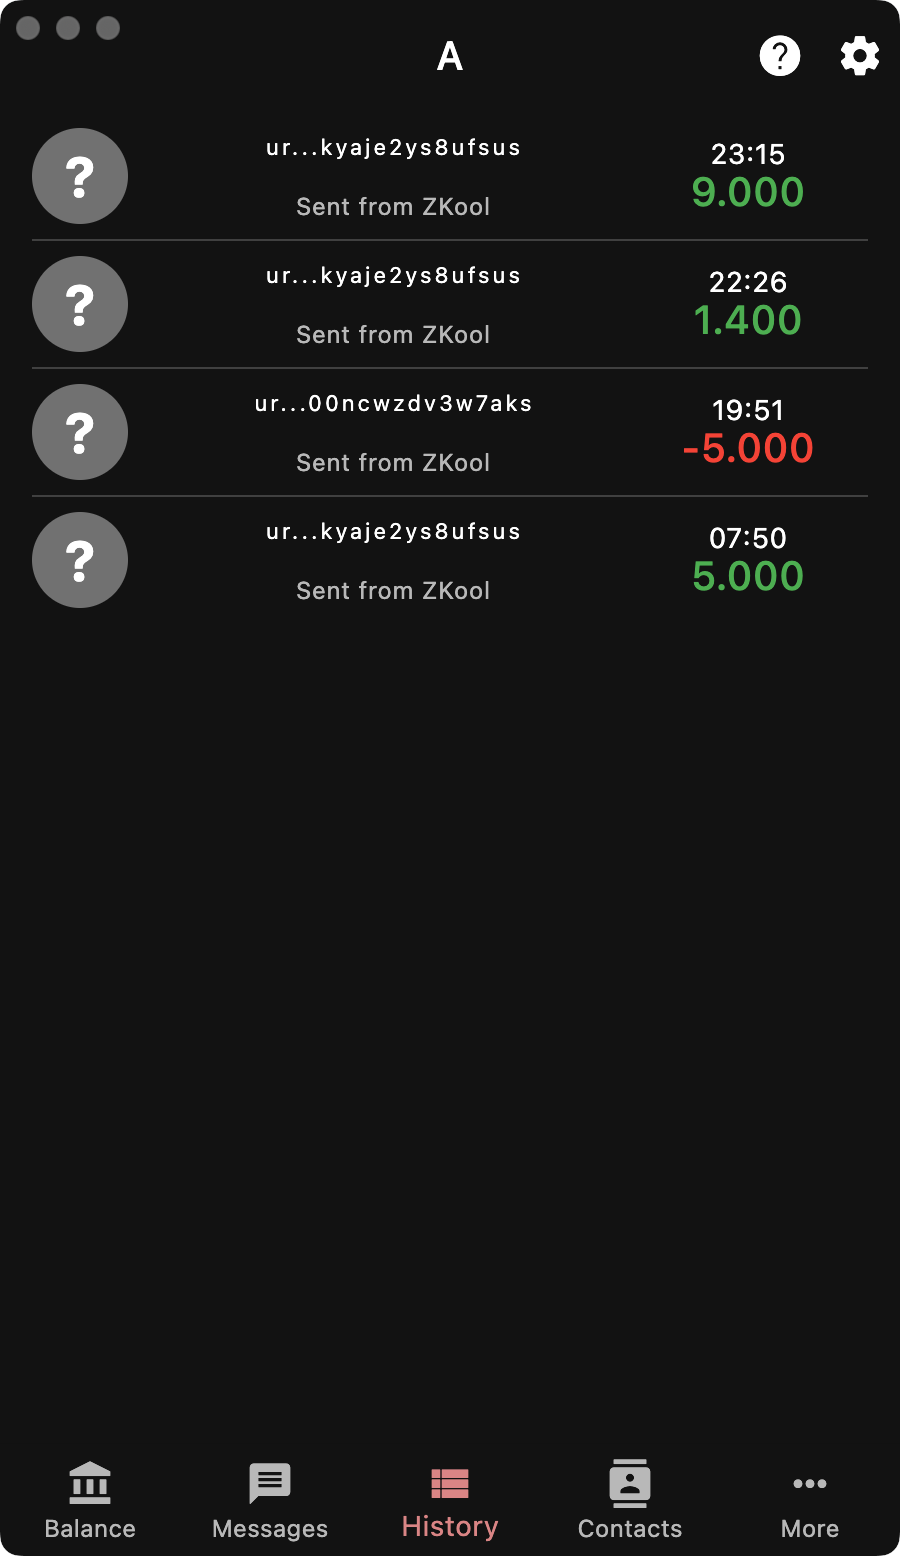 A
?
?
ur...kyaje2ys8ufsus
Sent from ZKool
23:15
9.000
?
ur...kyaje2ys8ufsus
Sent from ZKool
22:26
1.400
?
ur...00ncwzdv3w7aks
Sent from ZKool
19:51
-5.000
?
ur...kyaje2ys8ufsus
Sent from ZKool
07:50
5.000
Balance
Messages
History
Contacts
More